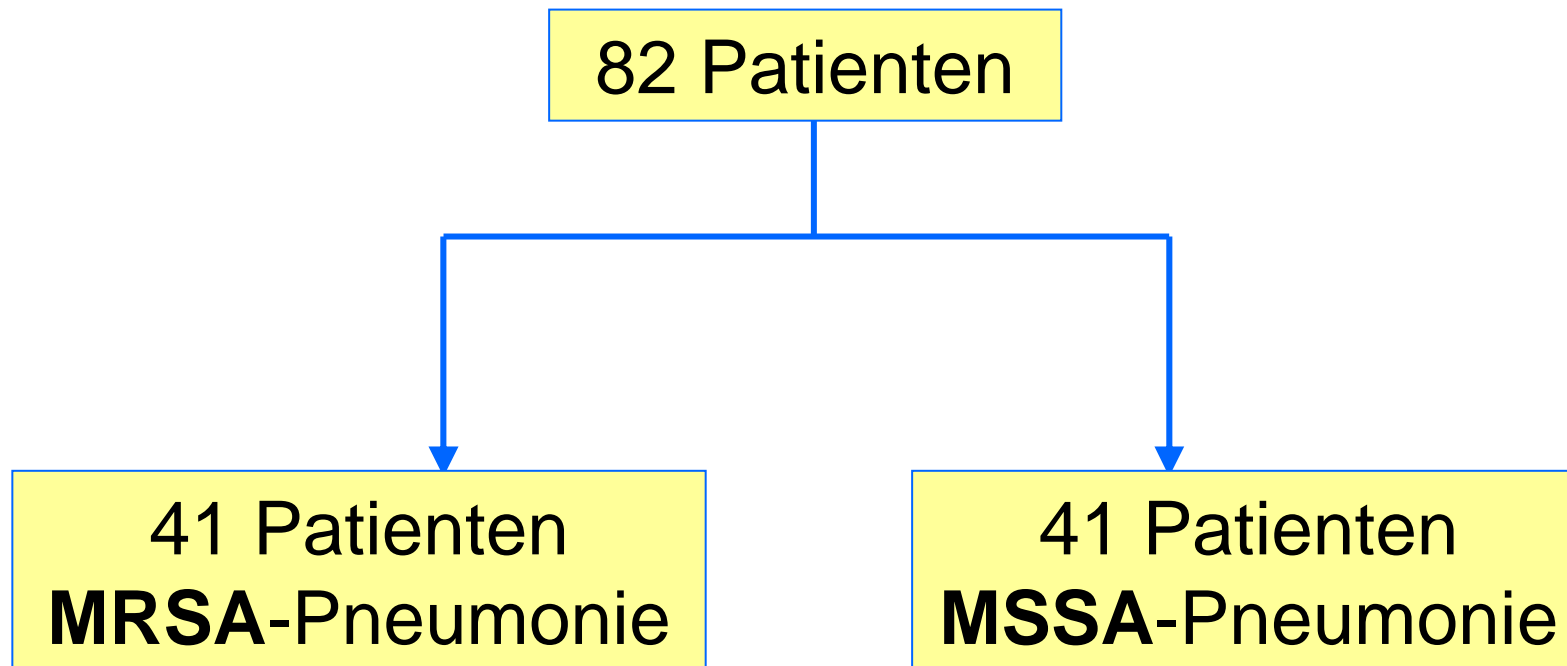 82 Patienten
41 Patienten
MRSA-Pneumonie
41 Patienten
MSSA-Pneumonie